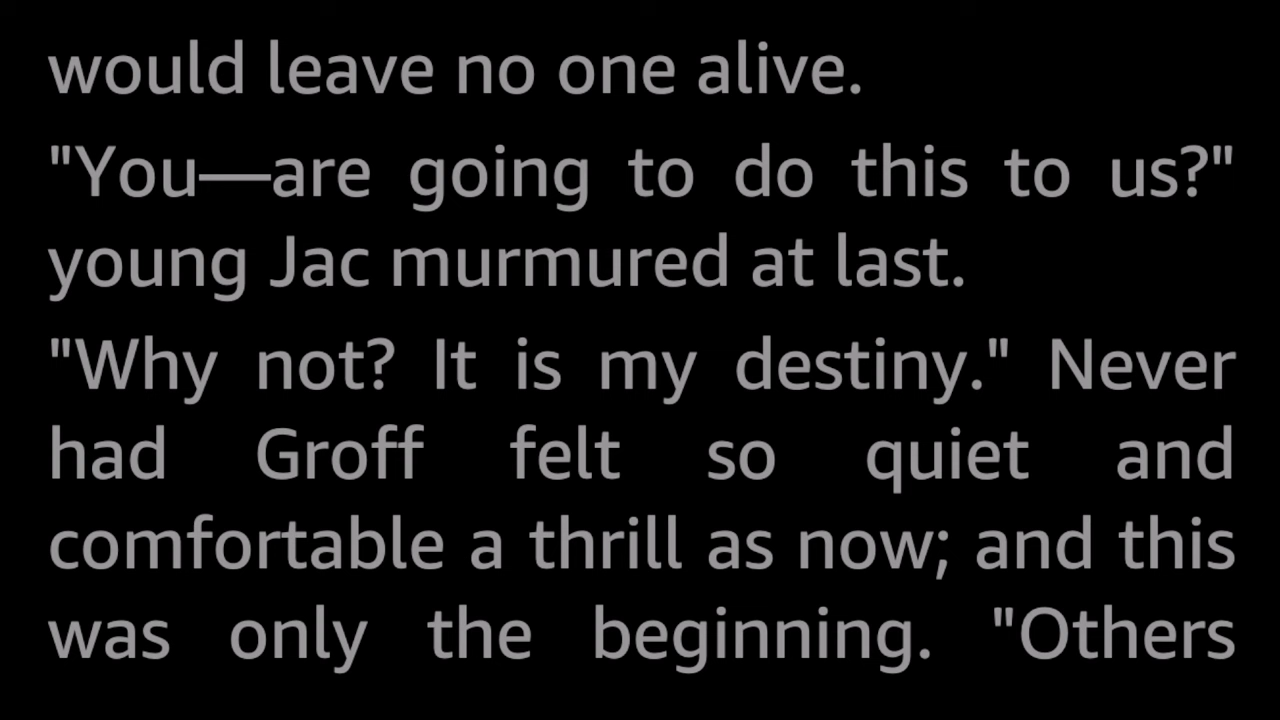 would leave no one alive.
"You—are going to do this to us?"
young Jac murmured at last.
"Why not? It is my destiny." Never
had Groff felt so quiet and
comfortable a thrill as now; and this
was only the beginning. "Others